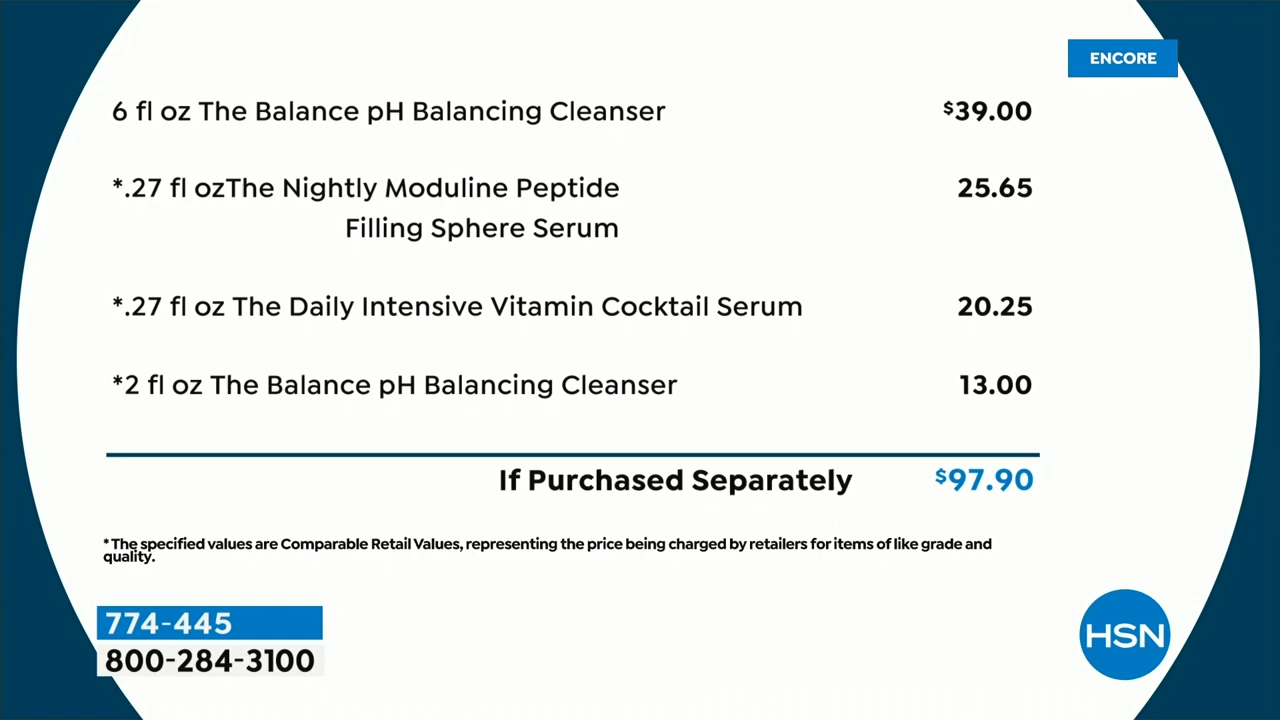 ENCORE
6 fl oz The Balance pH Balancing Cleanser $39.00
*.27 fl ozThe Nightly Moduline Peptide 25.65
Filling Sphere Serum
*.27 fl oz The Daily Intensive Vitamin Cocktail Serum 20.25
*2 fl oz The Balance pH Balancing Cleanser 13.00
If Purchased Separately $97.90
*The specified values are Comparable Retail Values, representing the price being charged by retailers for items of like grade and
quality.
774-445
800-284-3100
HSN